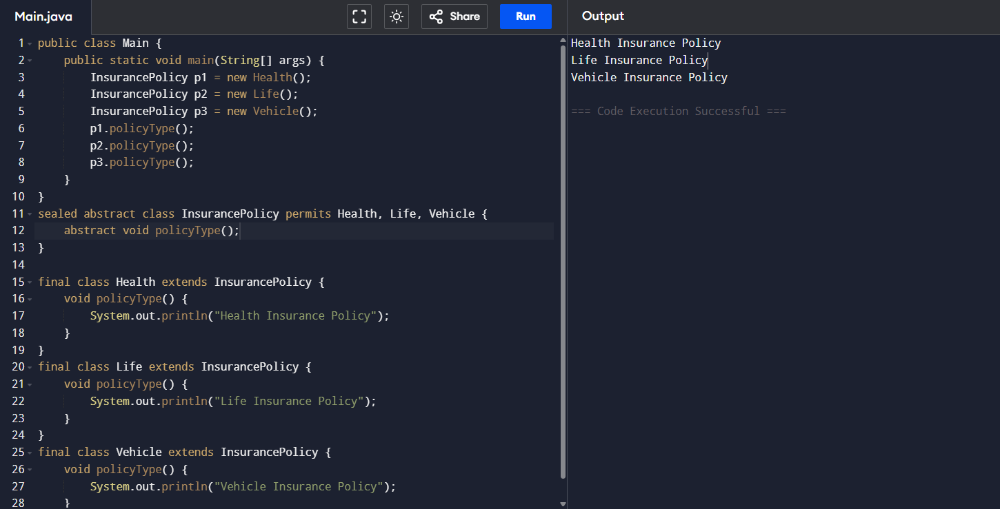 Main.java
Share
Run
Output
1 public class Main {
2     public static void main(String[] args) {
3         InsurancePolicy p1 = new Health();
4         InsurancePolicy p2 = new Life();
5         InsurancePolicy p3 = new Vehicle();
6         p1.policyType();
7         p2.policyType();
8         p3.policyType();
9     }
10 }
11 sealed abstract class InsurancePolicy permits Health, Life, Vehicle {
12     abstract void policyType();
13 }
14
15 final class Health extends InsurancePolicy {
16     void policyType() {
17         System.out.println("Health Insurance Policy");
18     }
19 }
20 final class Life extends InsurancePolicy {
21     void policyType() {
22         System.out.println("Life Insurance Policy");
23     }
24 }
25 final class Vehicle extends InsurancePolicy {
26     void policyType() {
27         System.out.println("Vehicle Insurance Policy");
28     }
Health Insurance Policy
Life Insurance Policy
Vehicle Insurance Policy
=== Code Execution Successful ===